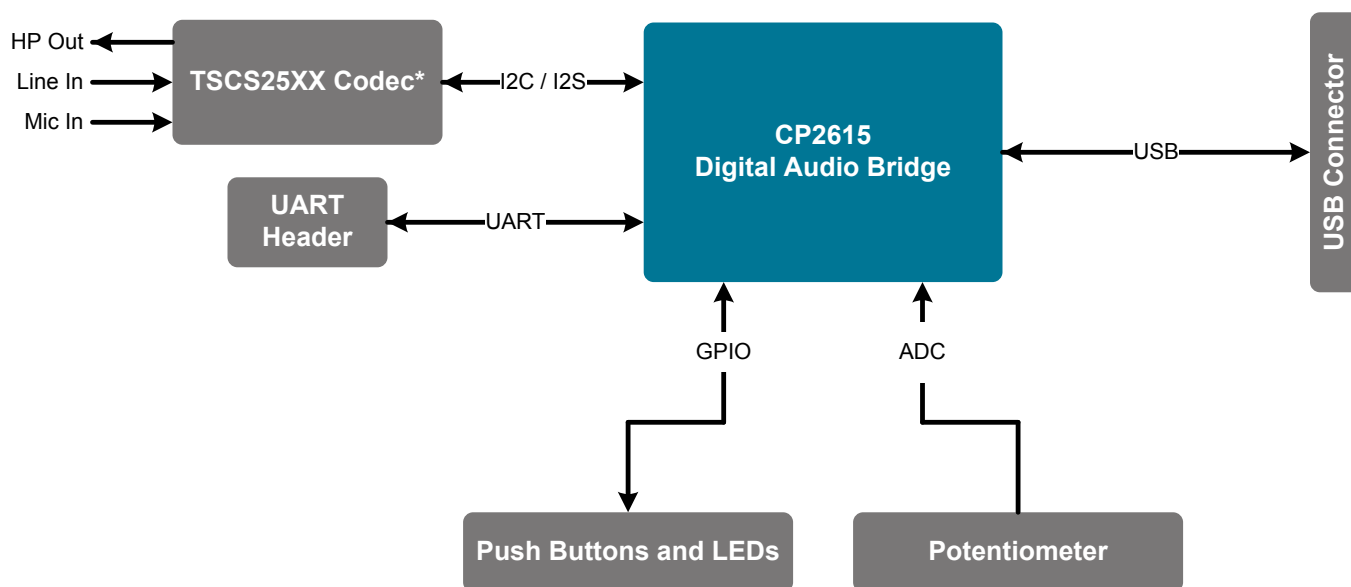 HP Out
Line In
Mic In
TSCS25XX Codec*
I2C / I2S
CP2615
Digital Audio Bridge
USB
USB Connector
UART
Header
UART
GPIO
ADC
Push Buttons and LEDs
Potentiometer